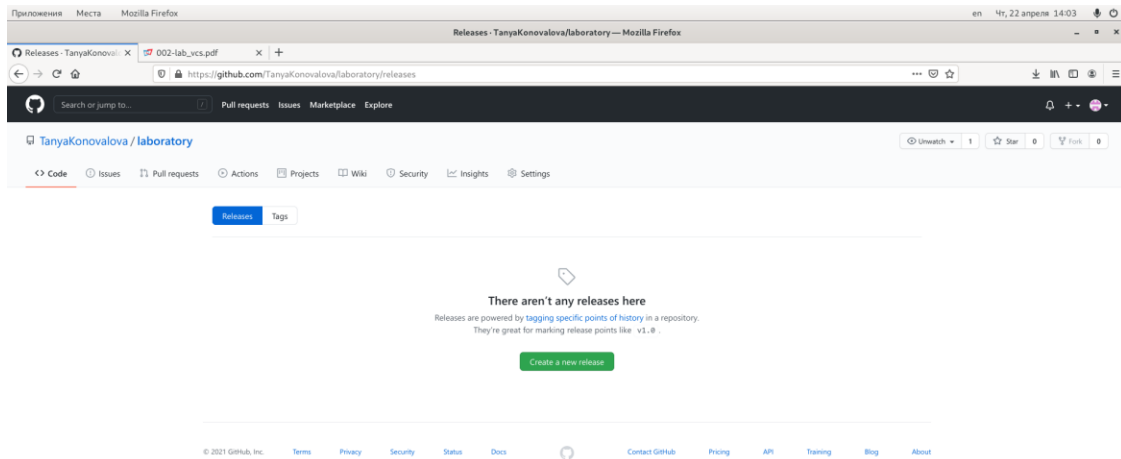 Приложения Места Mozilla Firefox en Чт, 22 апреля 14:03
Releases · TanyaKonovalova/laboratory — Mozilla Firefox
Releases · TanyaKonoval 002-lab_vcs.pdf
https://github.com/TanyaKonovalova/laboratory/releases
Search or jump to... / Pull requests Issues Marketplace Explore
TanyaKonovalova / laboratory Unwatch 1 Star 0 Fork 0
<> Code Issues Pull requests Actions Projects Wiki Security Insights Settings
Releases Tags
There aren't any releases here
Releases are powered by tagging specific points of history in a repository.
They're great for marking release points like v1.0 .
Create a new release
© 2021 GitHub, Inc. Terms Privacy Security Status Docs Contact GitHub Pricing API Training Blog About